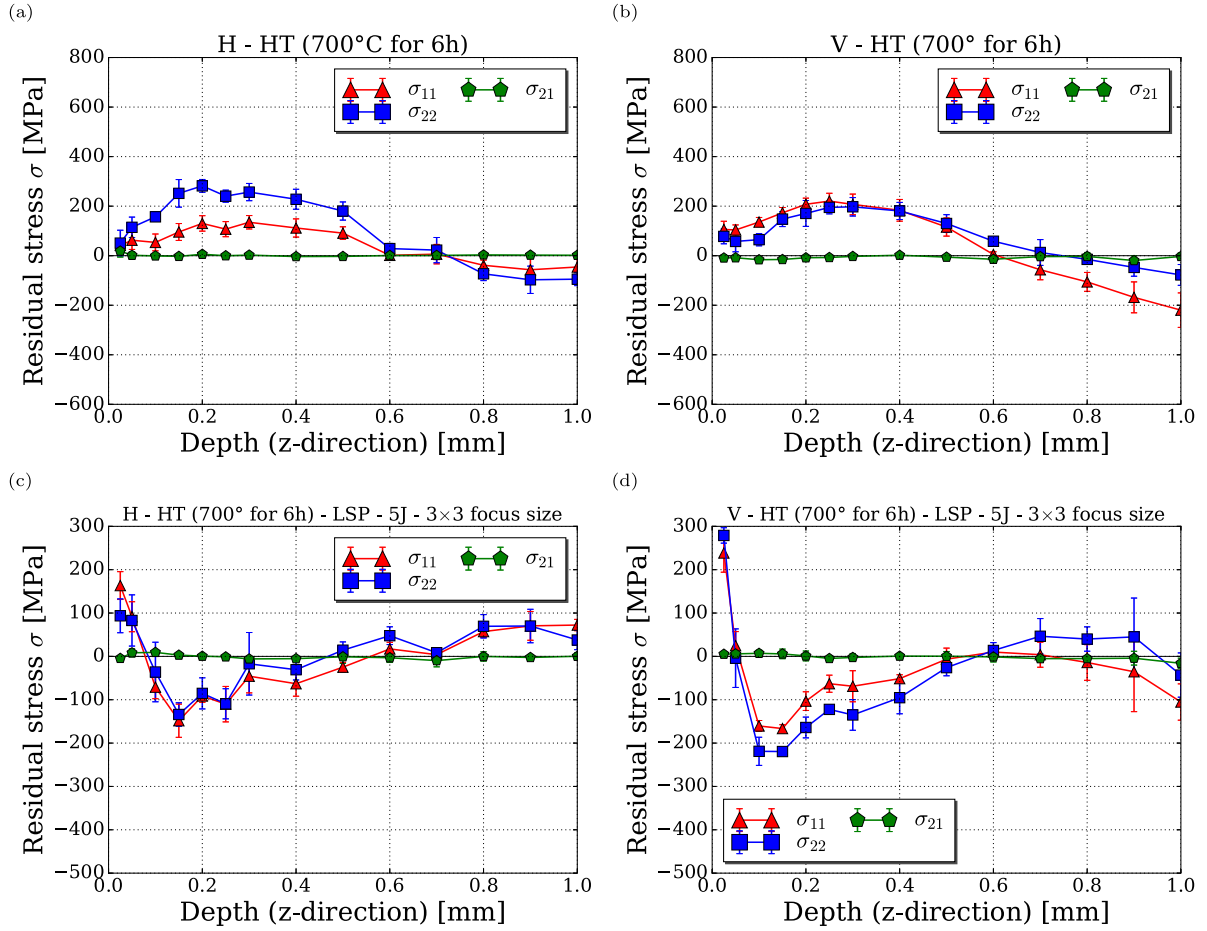 (a)
H - HT (700°C for 6h)
Residual stress σ [MPa]
800
600
400
200
0
−200
−400
−600
σ11 σ21
σ22
0.0 0.2 0.4 0.6 0.8 1.0
Depth (z-direction) [mm]
(b)
V - HT (700° for 6h)
Residual stress σ [MPa]
800
600
400
200
0
−200
−400
−600
σ11 σ21
σ22
0.0 0.2 0.4 0.6 0.8 1.0
Depth (z-direction) [mm]
(c)
H - HT (700° for 6h) - LSP - 5J - 3×3 focus size
Residual stress σ [MPa]
300
200
100
0
−100
−200
−300
−400
−500
σ11 σ21
σ22
0.0 0.2 0.4 0.6 0.8 1.0
Depth (z-direction) [mm]
(d)
V - HT (700° for 6h) - LSP - 5J - 3×3 focus size
Residual stress σ [MPa]
300
200
100
0
−100
−200
−300
−400
−500
σ11 σ21
σ22
0.0 0.2 0.4 0.6 0.8 1.0
Depth (z-direction) [mm]